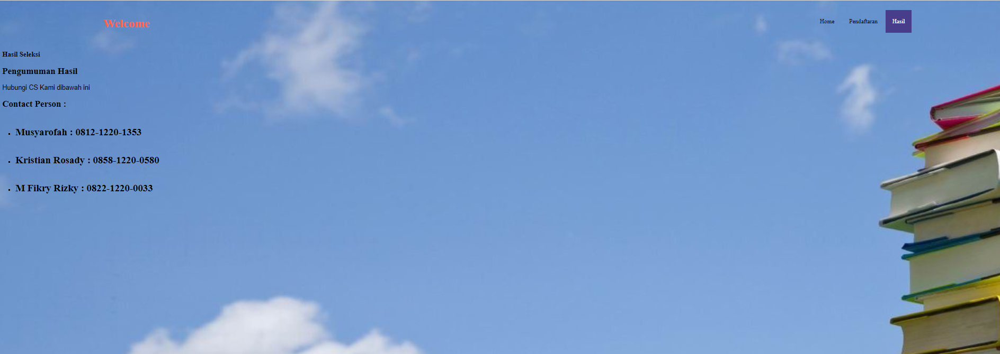 Welcome
Home Pendaftaran Hasil
Hasil Seleksi
Pengumuman Hasil
Hubungi CS Kami dibawah ini
Contact Person :
Musyarofah : 0812-1220-1353
Kristian Rosady : 0858-1220-0580
M Fikry Rizky : 0822-1220-0033